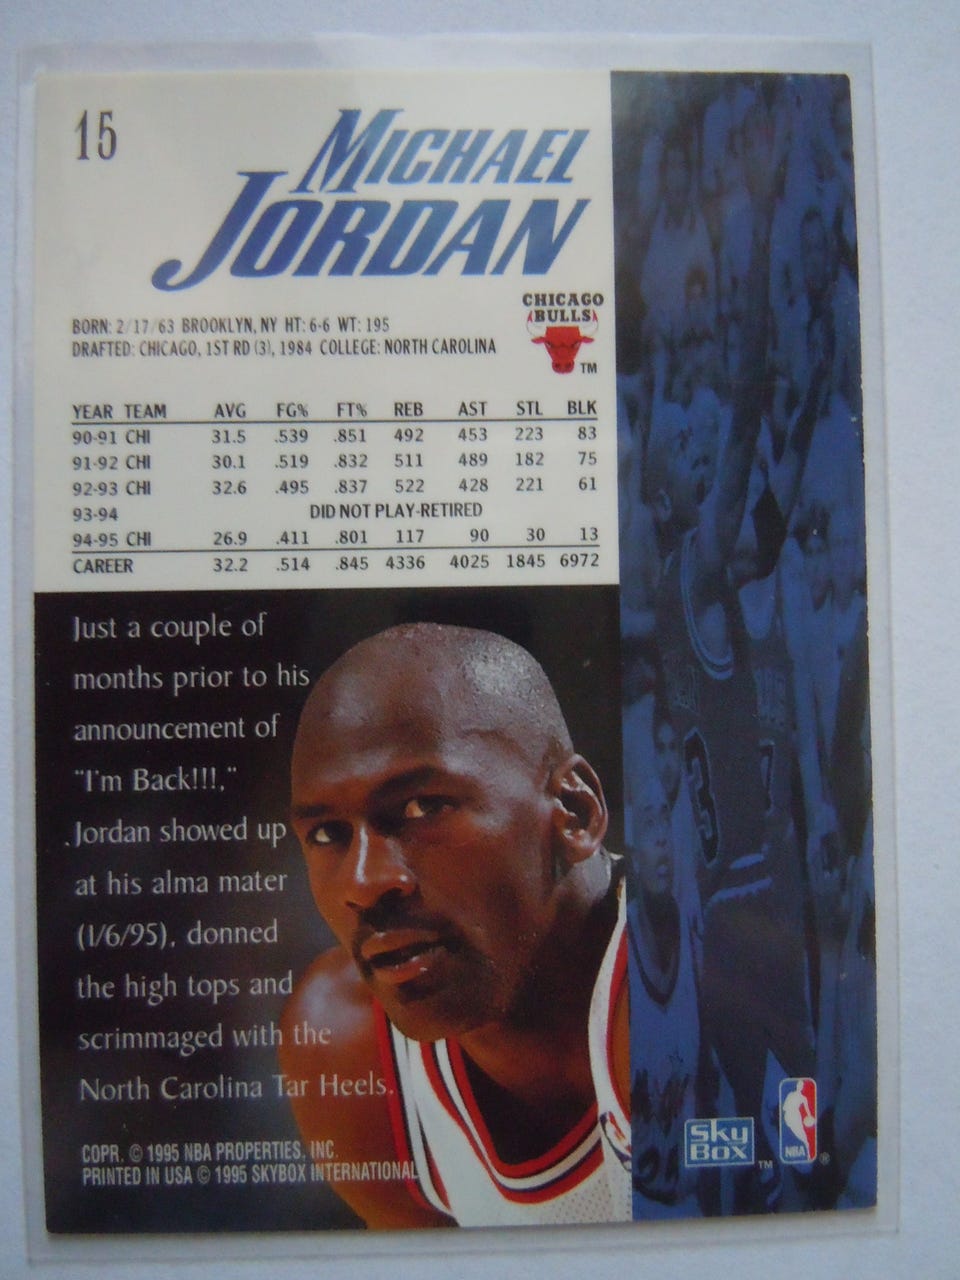 15
MICHAEL
JORDAN
CHICAGO
BULLS
TM
BORN: 2/17/63 BROOKLYN, NY HT: 6-6 WT: 195
DRAFTED: CHICAGO, 1ST RD (3), 1984 COLLEGE: NORTH CAROLINA
YEAR TEAM AVG FG% FT% REB AST STL BLK
90-91 CHI 31.5 .539 .851 492 453 223 83
91-92 CHI 30.1 .519 .832 511 489 182 75
92-93 CHI 32.6 .495 .837 522 428 221 61
93-94 DID NOT PLAY-RETIRED
94-95 CHI 26.9 .411 .801 117 90 30 13
CAREER 32.2 .514 .845 4336 4025 1845 6972
Just a couple of
months prior to his
announcement of
"I'm Back!!!,"
Jordan showed up
at his alma mater
(1/6/95), donned
the high tops and
scrimmaged with the
North Carolina Tar Heels.
COPR. © 1995 NBA PROPERTIES, INC.
PRINTED IN USA © 1995 SKYBOX INTERNATIONAL
Sky
Box
TM
NBA
®